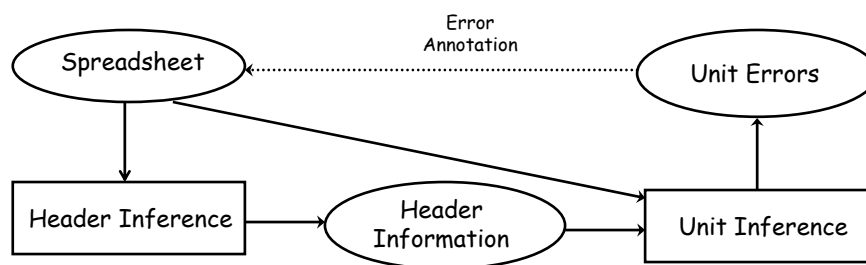 Error
Annotation
Spreadsheet
Unit Errors
Header Inference
Header
Information
Unit Inference